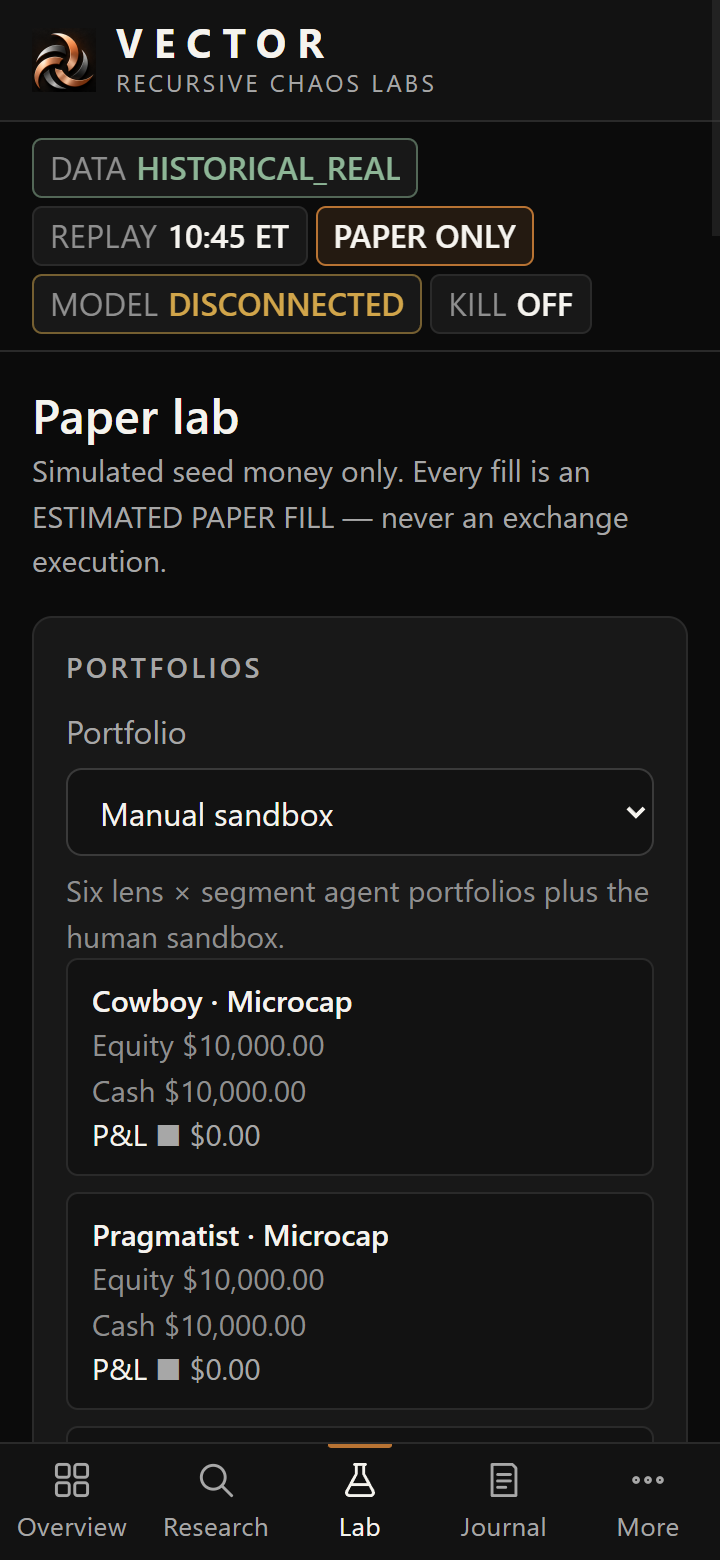 VECTOR
RECURSIVE CHAOS LABS
DATA HISTORICAL_REAL
REPLAY 10:45 ET PAPER ONLY
MODEL DISCONNECTED KILL OFF
Paper lab
Simulated seed money only. Every fill is an
ESTIMATED PAPER FILL — never an exchange
execution.
PORTFOLIOS
Portfolio
Manual sandbox
Six lens × segment agent portfolios plus the
human sandbox.
Cowboy · Microcap
Equity $10,000.00
Cash $10,000.00
P&L ■ $0.00
Pragmatist · Microcap
Equity $10,000.00
Cash $10,000.00
P&L ■ $0.00
Overview Research Lab Journal More